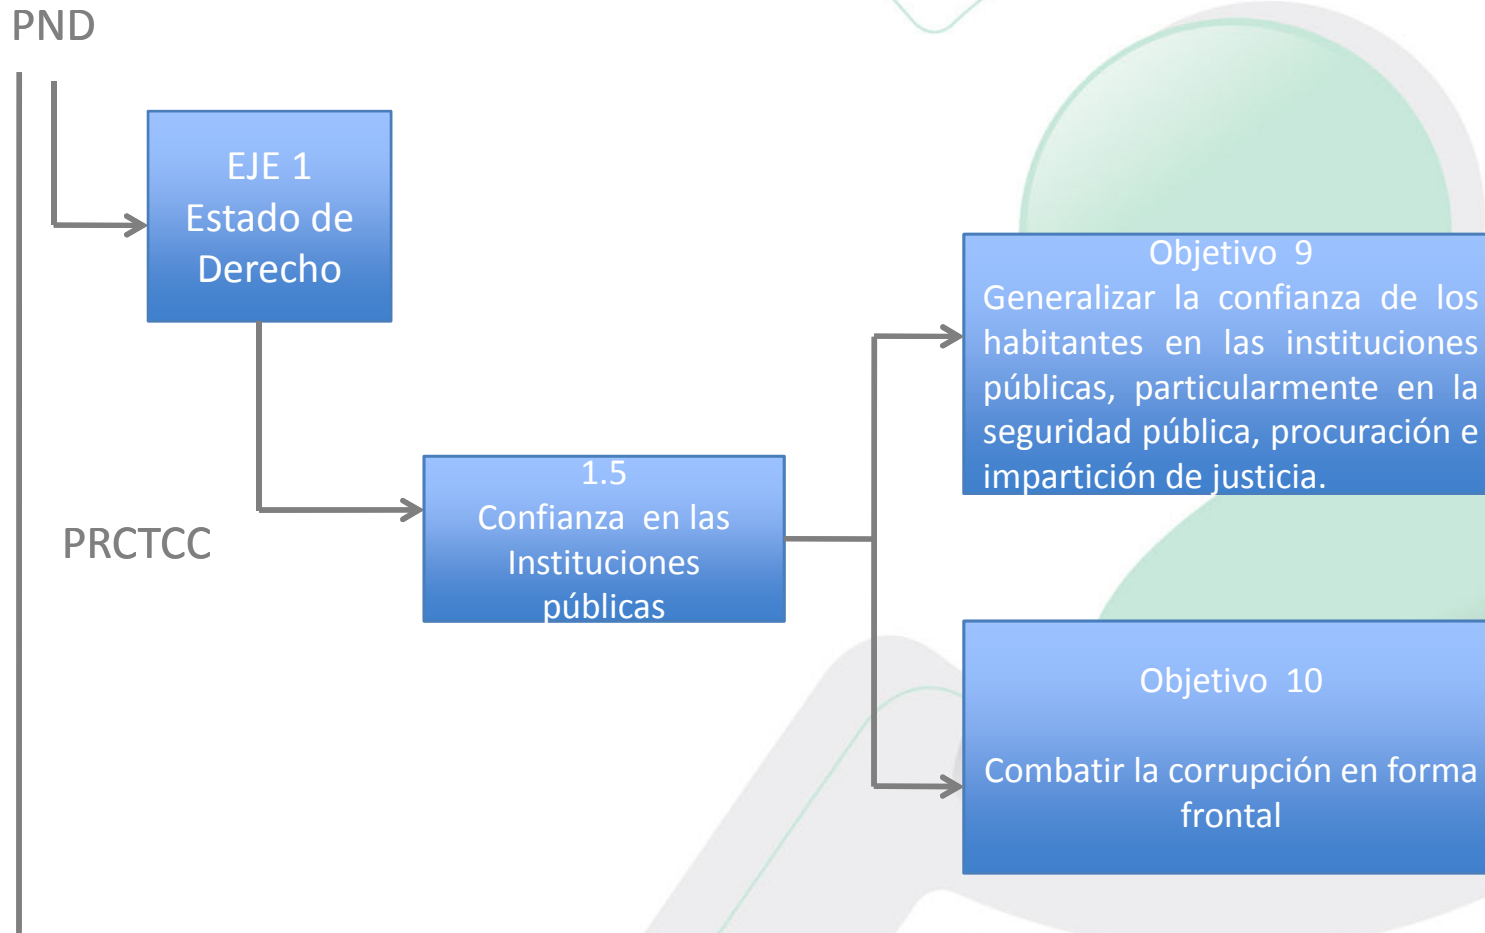 PND
EJE 1
Estado de
Derecho
Objetivo 9
Generalizar la confianza de los
habitantes en las instituciones
públicas, particularmente en la
seguridad pública, procuración e
impartición de justicia.
1.5
Confianza en las
Instituciones
públicas
PRCTCC
Objetivo 10
Combatir la corrupción en forma
frontal